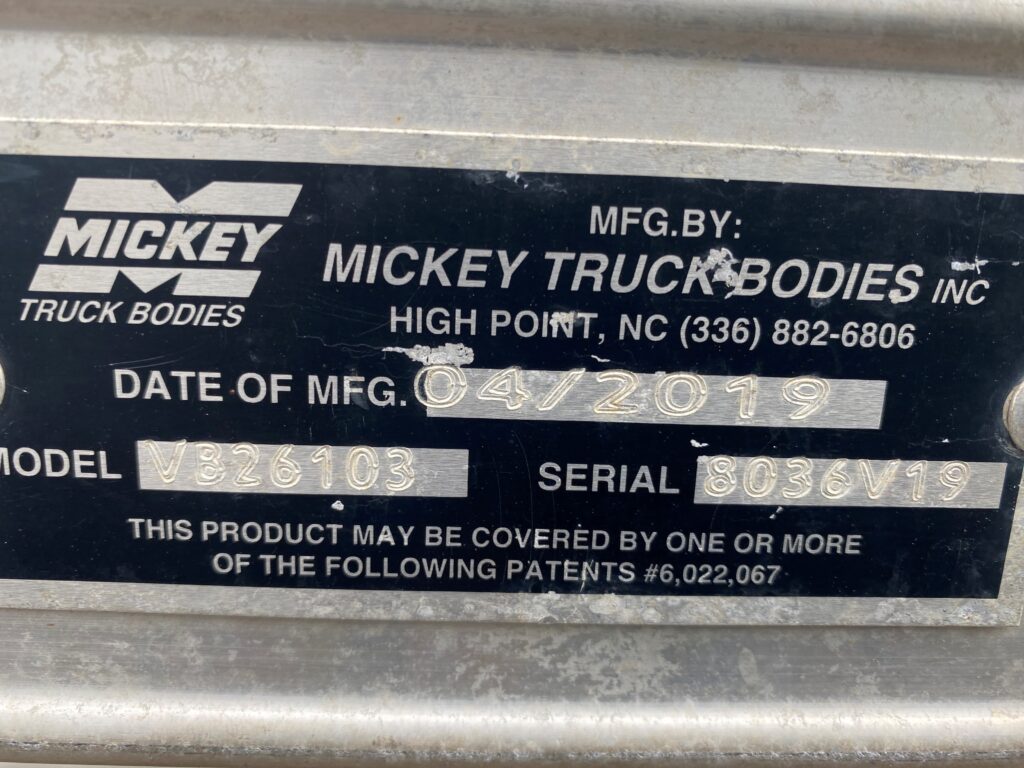 MICKEY
TRUCK BODIES
MFG.BY:
MICKEY TRUCK BODIES INC
HIGH POINT, NC (336) 882-6806
DATE OF MFG. 04/2019
MODEL VB26103
SERIAL 8036V19
THIS PRODUCT MAY BE COVERED BY ONE OR MORE
OF THE FOLLOWING PATENTS #6,022,067